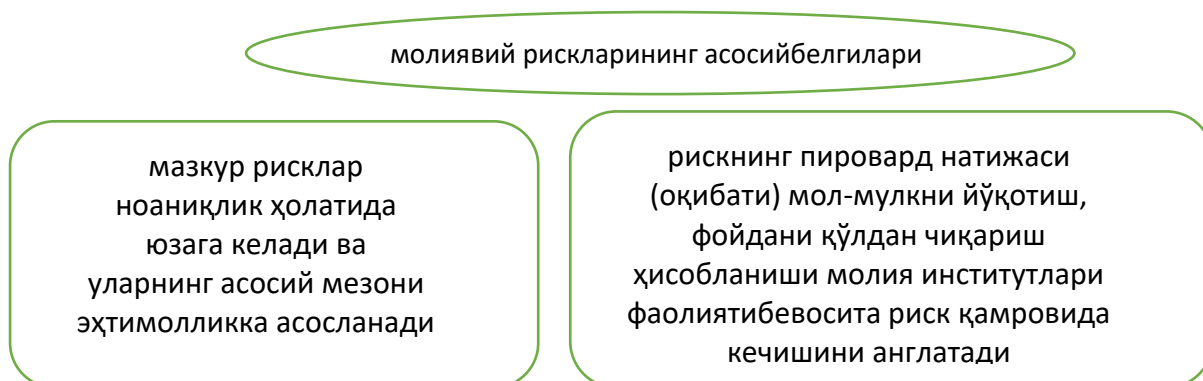 молиявий рискларининг асосийбелгилари
мазкур рисклар
ноаниқлик ҳолатида
юзага келади ва
уларнинг асосий мезони
эҳтимолликка асосланади
рискнинг пировард натижаси
(оқибати) мол-мулкни йўқотиш,
фойдани қўлдан чиқариш
ҳисобланиши молия институтлари
фаолиятибевосита риск қамровида
кечишини англатади